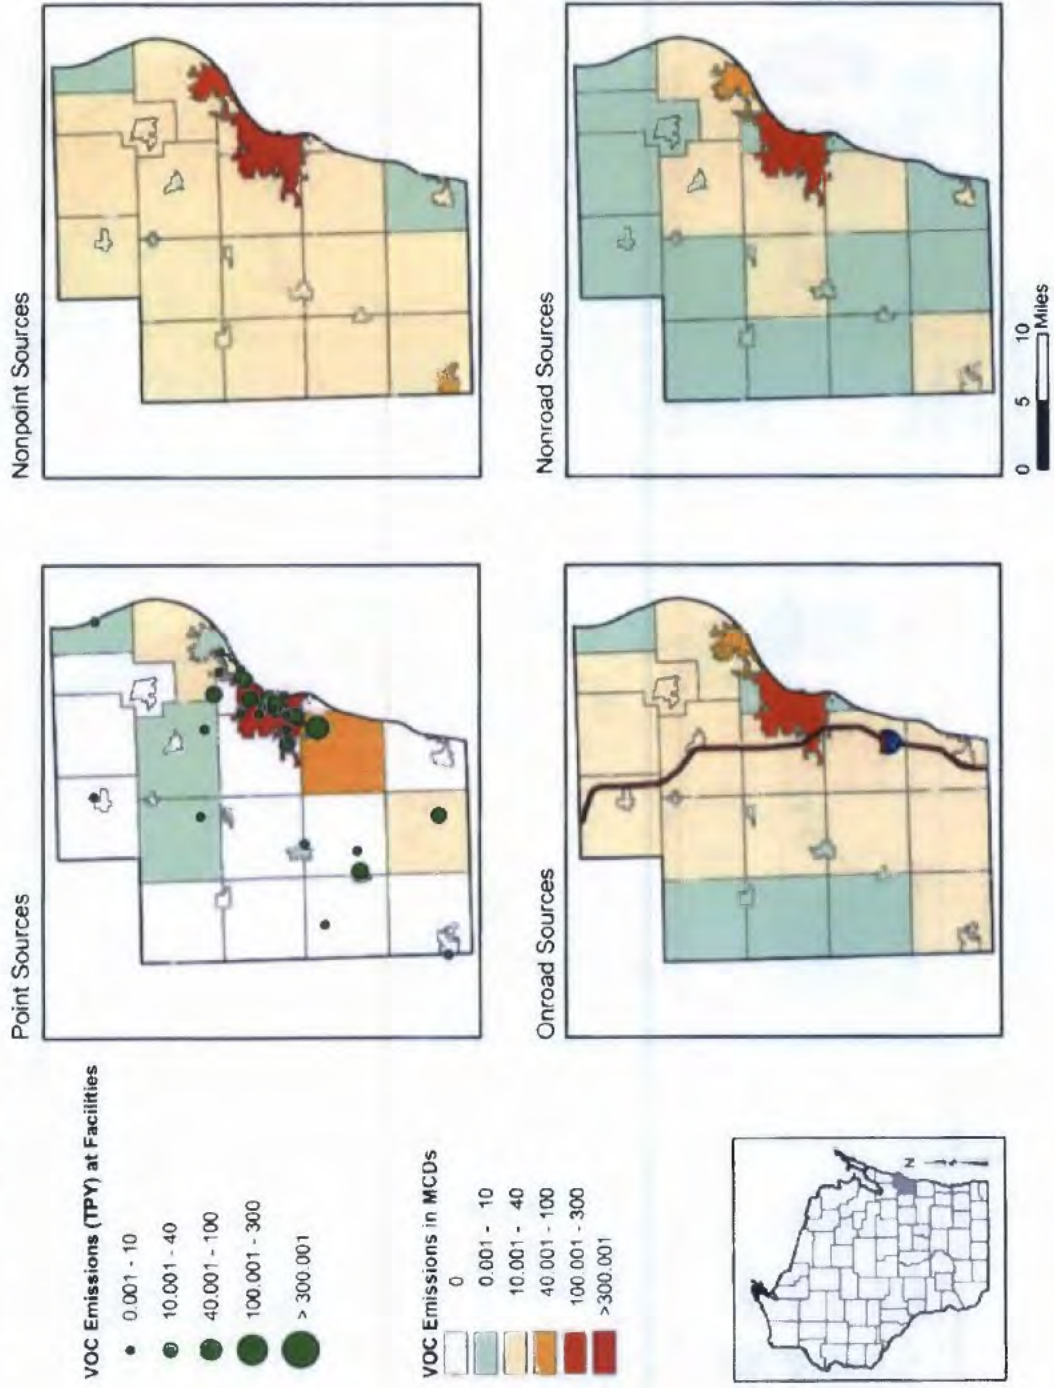 Point Sources
Nonpoint Sources
VOC Emissions (TPY) at Facilities
0.001 - 10
10.001 - 40
40.001 - 100
100.001 - 300
> 300.001
VOC Emissions in MCDs
0
0.001 - 10
10.001 - 40
40.001 - 100
100.001 - 300
>300.001
Onroad Sources
Nonroad Sources
N
0 5 10 Miles